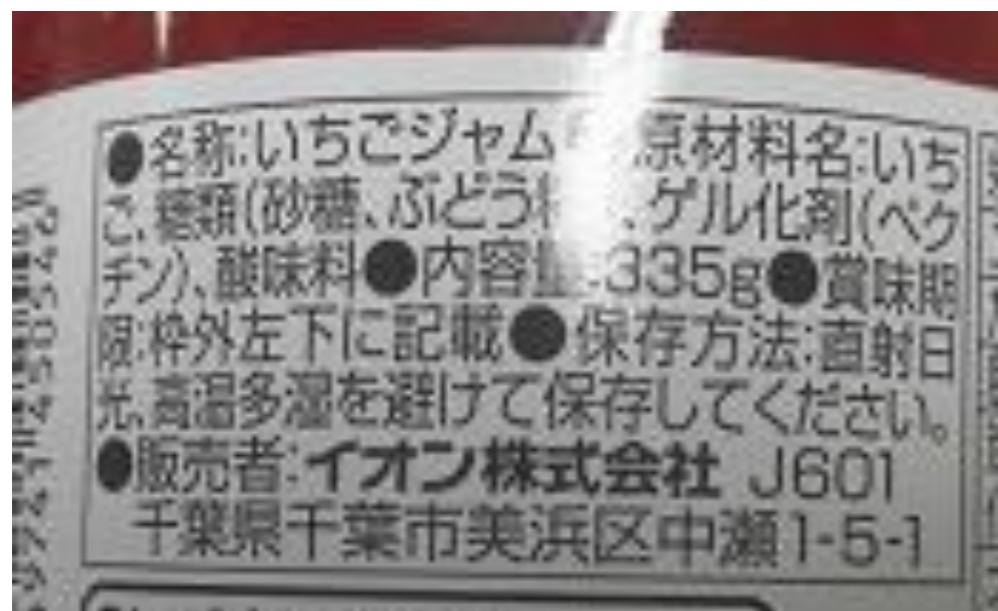 ●名称:いちごジャム 原材料名:いち
ご、糖類(砂糖、ぶどう糖)、ゲル化剤(ペク
チン)、酸味料●内容量:335g●賞味期
限:枠外左下に記載●保存方法:直射日
光、高温多湿を避けて保存してください。
●販売者:イオン株式会社 J601
千葉県千葉市美浜区中瀬1-5-1